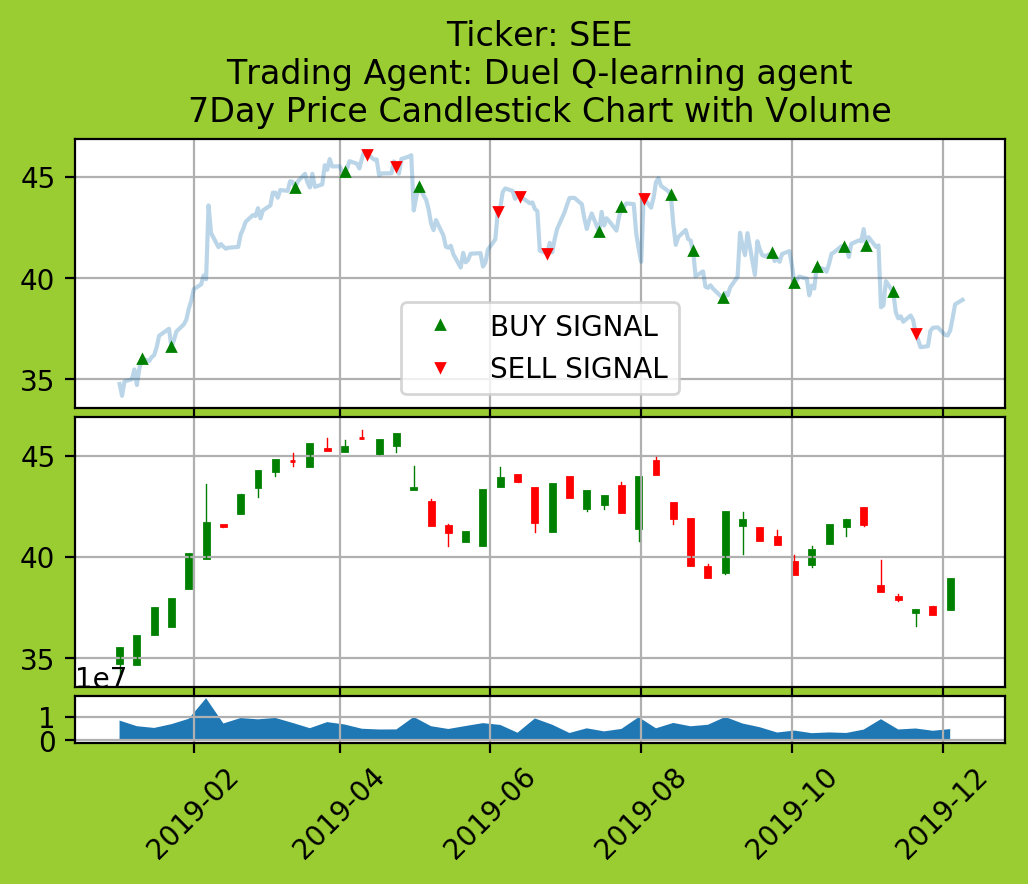 Ticker: SEE
Trading Agent: Duel Q-learning agent
7Day Price Candlestick Chart with Volume
45
40
35
BUY SIGNAL
SELL SIGNAL
45
40
35
1e7
1
0
2019-02
2019-04
2019-06
2019-08
2019-10
2019-12